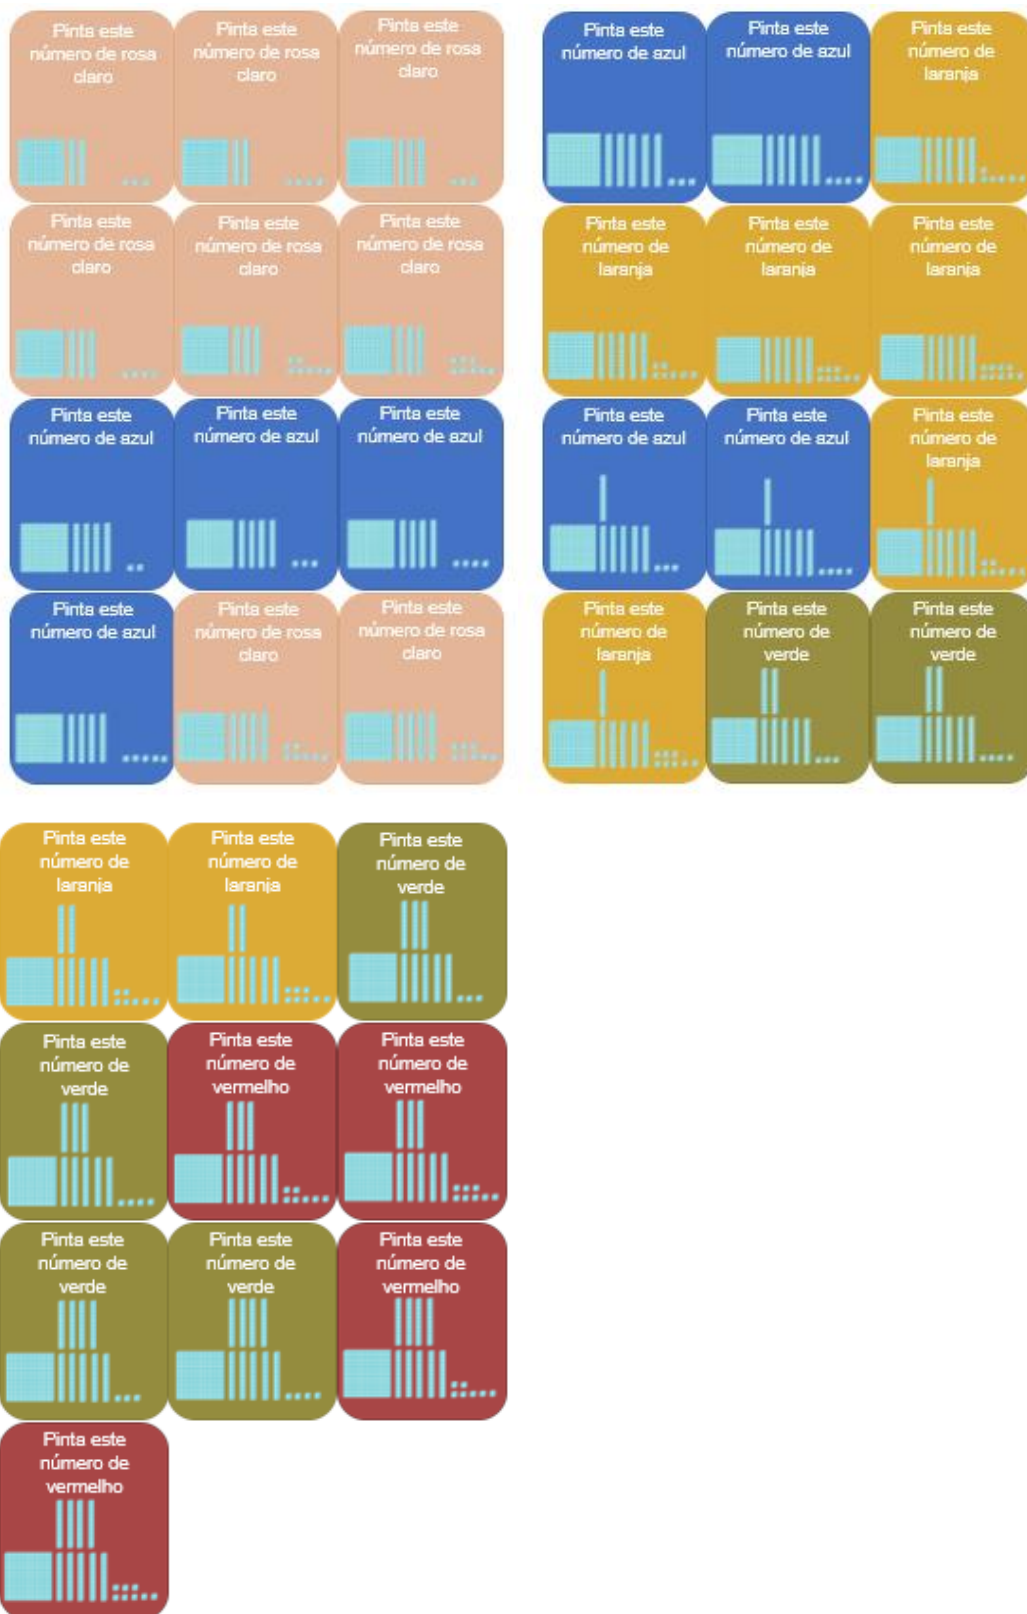 Pinta este
número de rosa
claro
Pinta este
número de rosa
claro
Pinta este
número de rosa
claro
Pinta este
número de rosa
claro
Pinta este
número de rosa
claro
Pinta este
número de rosa
claro
Pinta este
número de azul
Pinta este
número de azul
Pinta este
número de azul
Pinta este
número de azul
Pinta este
número de rosa
claro
Pinta este
número de rosa
claro
Pinta este
número de azul
Pinta este
número de azul
Pinta este
número de
laranja
Pinta este
número de
laranja
Pinta este
número de
laranja
Pinta este
número de
laranja
Pinta este
número de azul
Pinta este
número de azul
Pinta este
número de
laranja
Pinta este
número de
laranja
Pinta este
número de
verde
Pinta este
número de
verde
Pinta este
número de
laranja
Pinta este
número de
laranja
Pinta este
número de
verde
Pinta este
número de
verde
Pinta este
número de
vermelho
Pinta este
número de
vermelho
Pinta este
número de
verde
Pinta este
número de
verde
Pinta este
número de
vermelho
Pinta este
número de
vermelho